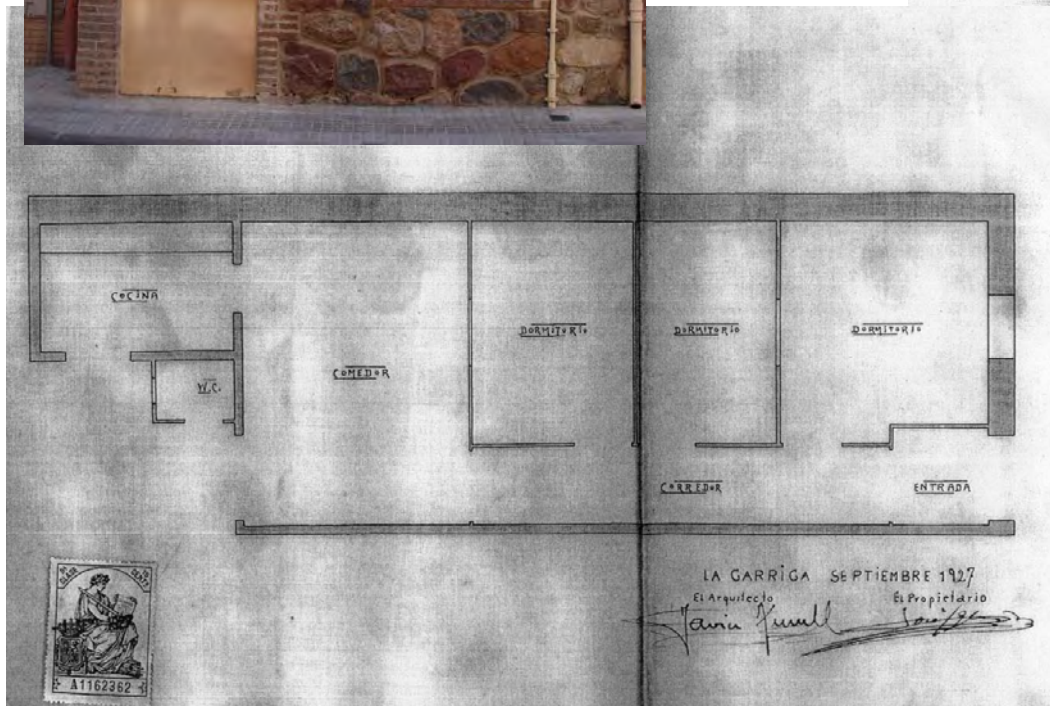 COCINA
W.C.
COMEDOR
DORMITORIO
DORMITORIO
DORMITORIO
CORREDOR
ENTRADA
LA GARRIGA SEPTIEMBRE 1927
El Arquitecto
El Propietario
A1162362